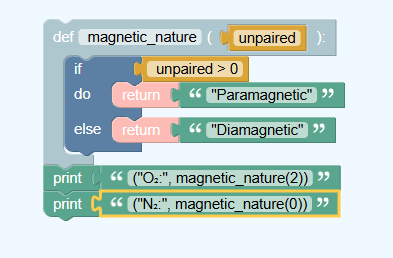 def magnetic_nature ( unpaired ):
if unpaired > 0
do return “ "Paramagnetic" ”
else return “ "Diamagnetic" ”
print “ ("O₂:", magnetic_nature(2)) ”
print “ ("N₂:", magnetic_nature(0)) ”